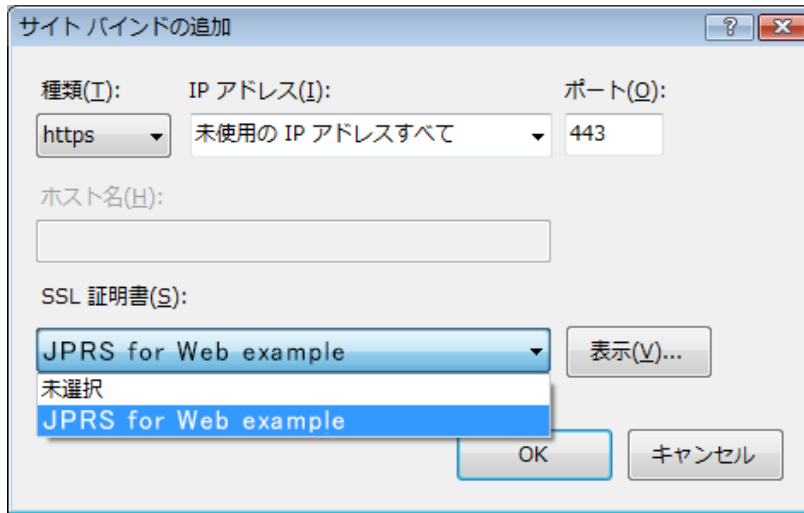 サイト バインドの追加
種類(T): IP アドレス(I): ポート(O):
https 未使用の IP アドレスすべて 443
ホスト名(H):
SSL 証明書(S):
JPRS for Web example 表示(V)...
未選択
JPRS for Web example
OK キャンセル